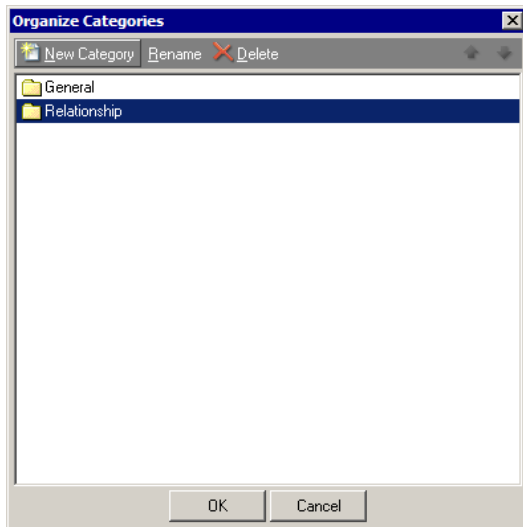 Organize Categories
New Category Rename Delete
General
Relationship
OK Cancel